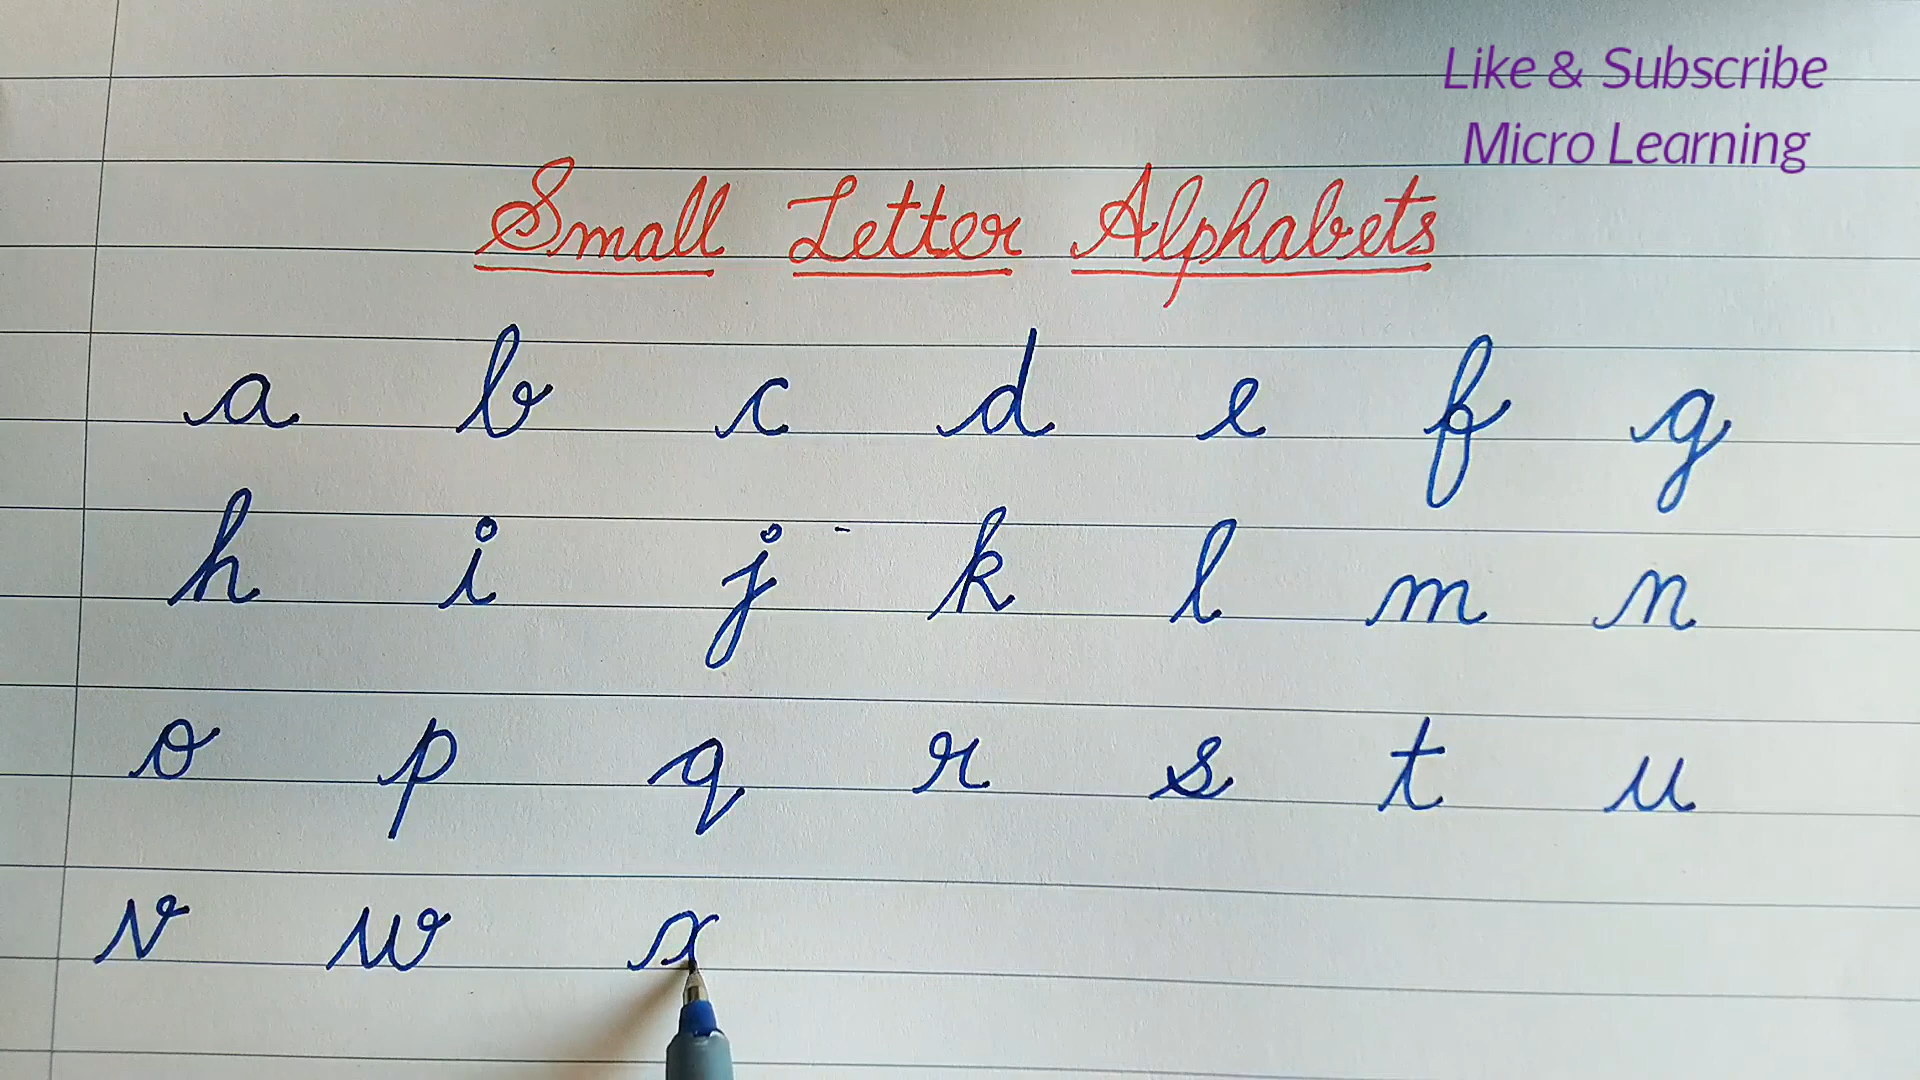 Like & Subscribe
Micro Learning
Small Letter Alphabets
a b c d e f g
h i j k l m n
o p q r s t u
v w x